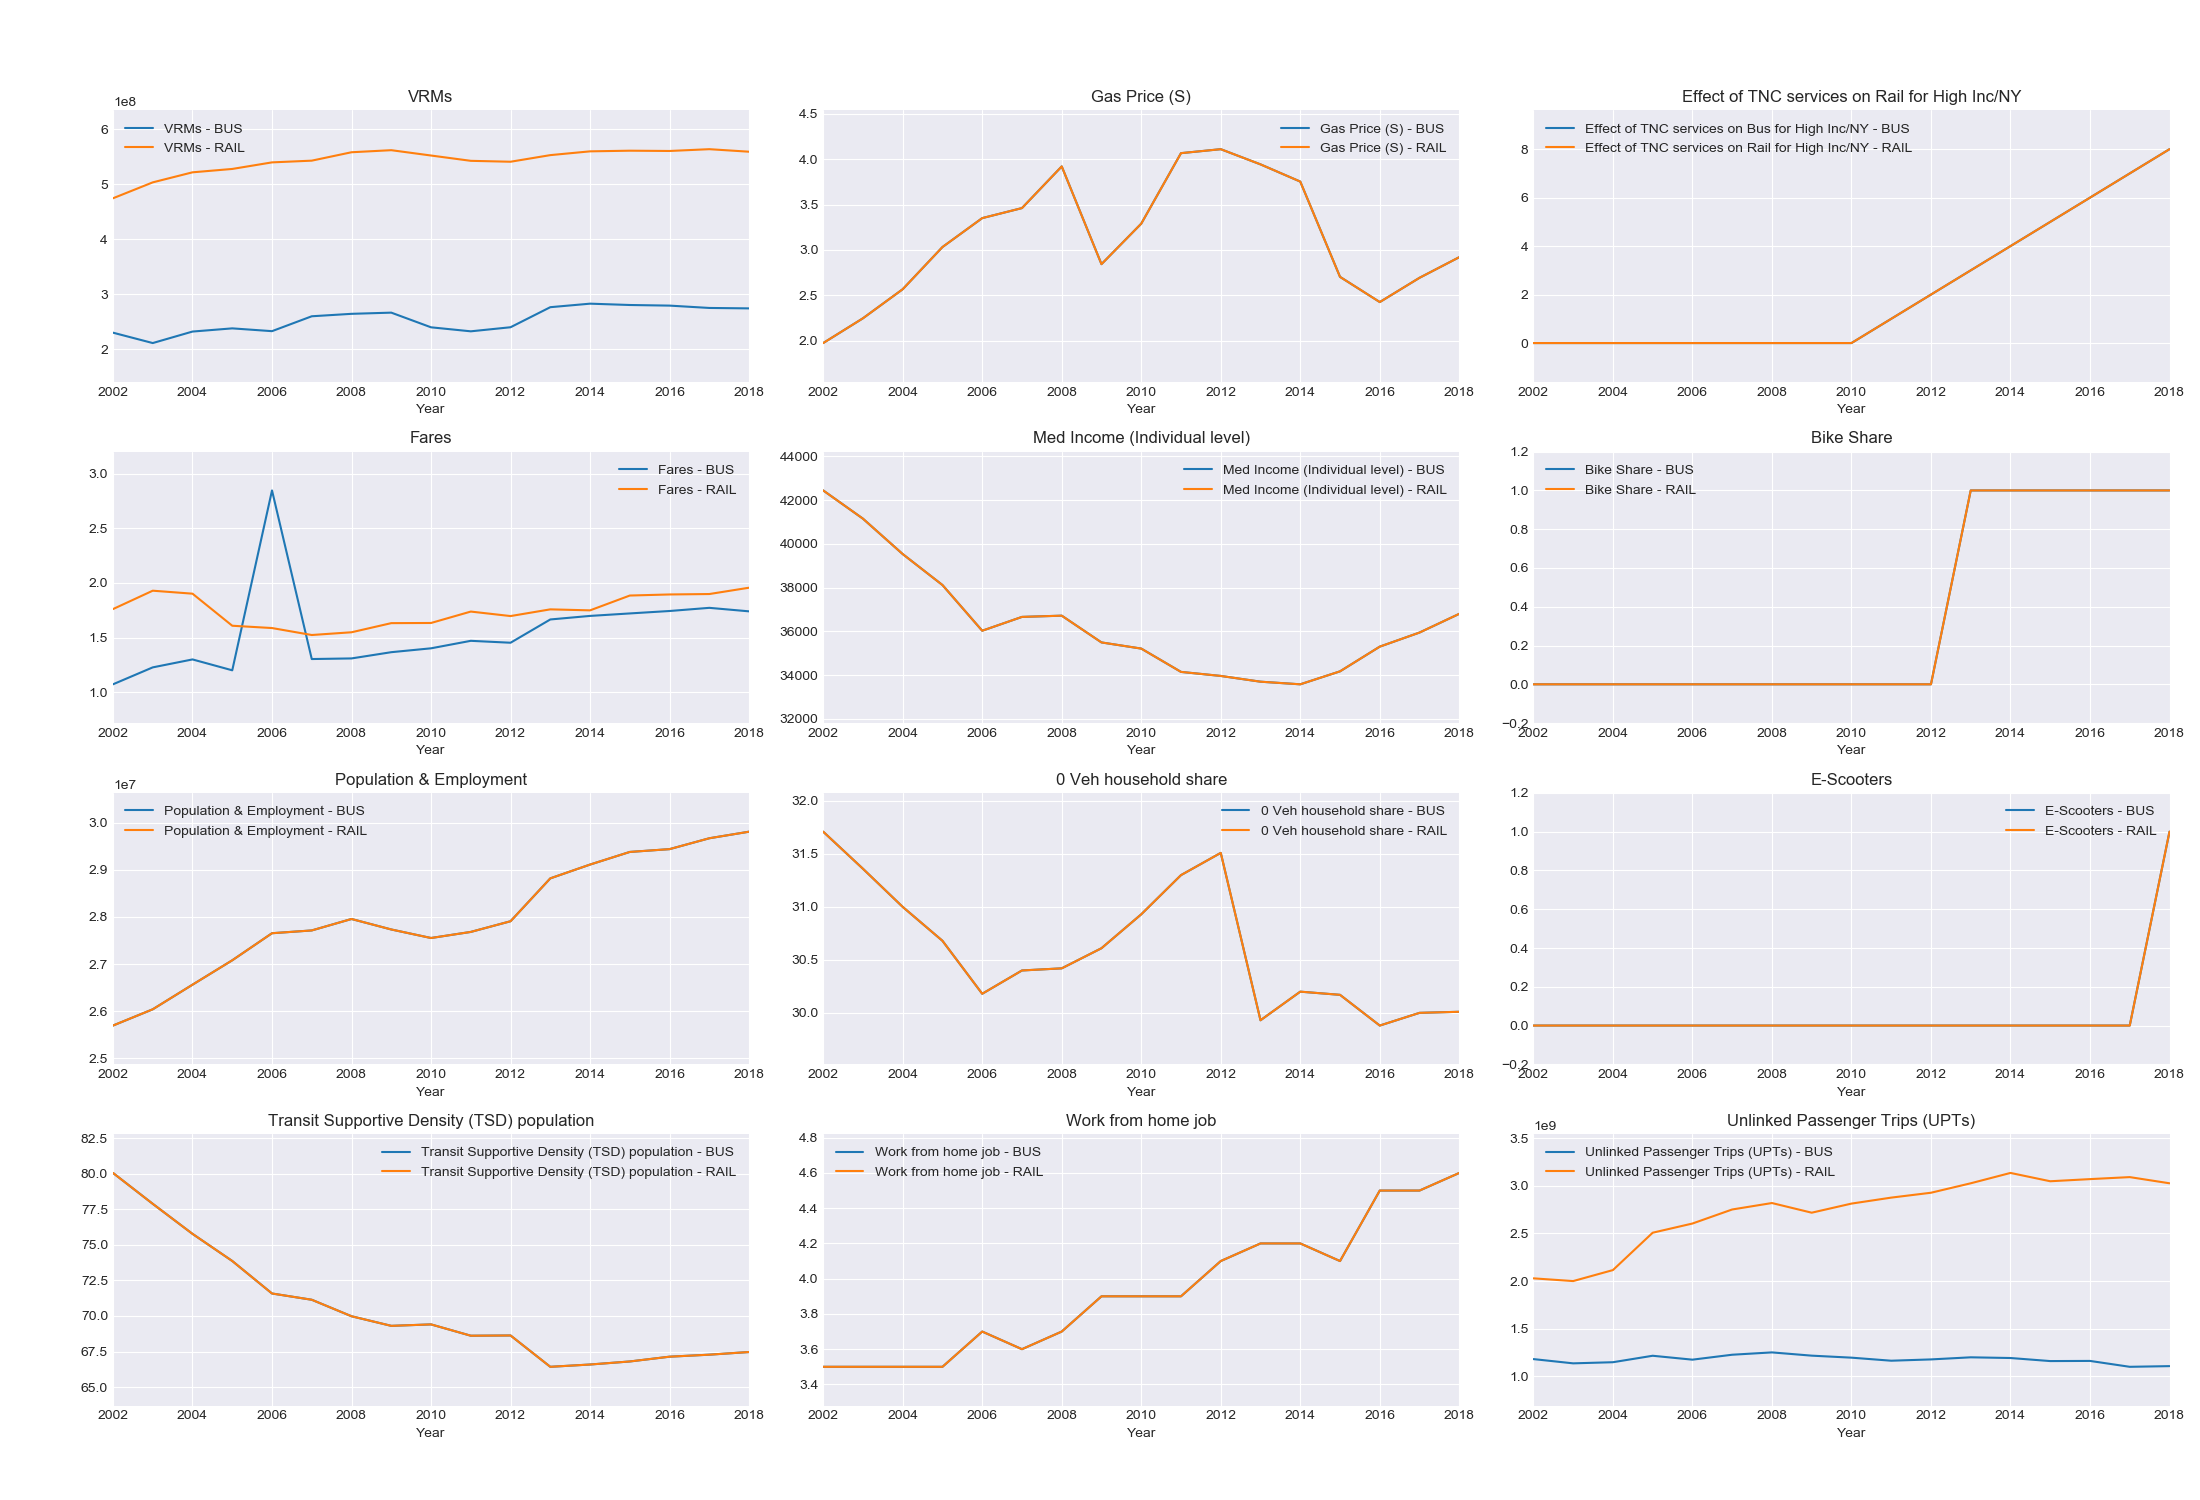 VRMs
1e8
VRMs - BUS
VRMs - RAIL
6
5
4
3
2
2002 2004 2006 2008 2010 2012 2014 2016 2018
Year
Gas Price (S)
Gas Price (S) - BUS
Gas Price (S) - RAIL
4.5
4.0
3.5
3.0
2.5
2.0
2002 2004 2006 2008 2010 2012 2014 2016 2018
Year
Effect of TNC services on Rail for High Inc/NY
Effect of TNC services on Bus for High Inc/NY - BUS
Effect of TNC services on Rail for High Inc/NY - RAIL
8
6
4
2
0
2002 2004 2006 2008 2010 2012 2014 2016 2018
Year
Fares
Fares - BUS
Fares - RAIL
3.0
2.5
2.0
1.5
1.0
2002 2004 2006 2008 2010 2012 2014 2016 2018
Year
Med Income (Individual level)
Med Income (Individual level) - BUS
Med Income (Individual level) - RAIL
44000
42000
40000
38000
36000
34000
32000
2002 2004 2006 2008 2010 2012 2014 2016 2018
Year
Bike Share
Bike Share - BUS
Bike Share - RAIL
1.2
1.0
0.8
0.6
0.4
0.2
0.0
−0.2
2002 2004 2006 2008 2010 2012 2014 2016 2018
Year
Population & Employment
1e7
Population & Employment - BUS
Population & Employment - RAIL
3.0
2.9
2.8
2.7
2.6
2.5
2002 2004 2006 2008 2010 2012 2014 2016 2018
Year
0 Veh household share
0 Veh household share - BUS
0 Veh household share - RAIL
32.0
31.5
31.0
30.5
30.0
2002 2004 2006 2008 2010 2012 2014 2016 2018
Year
E-Scooters
E-Scooters - BUS
E-Scooters - RAIL
1.2
1.0
0.8
0.6
0.4
0.2
0.0
−0.2
2002 2004 2006 2008 2010 2012 2014 2016 2018
Year
Transit Supportive Density (TSD) population
Transit Supportive Density (TSD) population - BUS
Transit Supportive Density (TSD) population - RAIL
82.5
80.0
77.5
75.0
72.5
70.0
67.5
65.0
2002 2004 2006 2008 2010 2012 2014 2016 2018
Year
Work from home job
Work from home job - BUS
Work from home job - RAIL
4.8
4.6
4.4
4.2
4.0
3.8
3.6
3.4
2002 2004 2006 2008 2010 2012 2014 2016 2018
Year
Unlinked Passenger Trips (UPTs)
1e9
Unlinked Passenger Trips (UPTs) - BUS
Unlinked Passenger Trips (UPTs) - RAIL
3.5
3.0
2.5
2.0
1.5
1.0
2002 2004 2006 2008 2010 2012 2014 2016 2018
Year